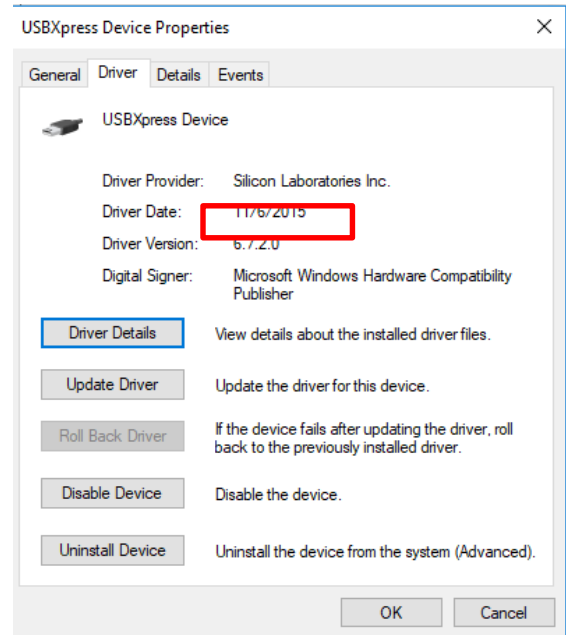 USBXpress Device Properties
General Driver Details Events
USBXpress Device
Driver Provider: Silicon Laboratories Inc.
Driver Date: 11/6/2015
Driver Version: 6.7.2.0
Digital Signer: Microsoft Windows Hardware Compatibility
Publisher
Driver Details View details about the installed driver files.
Update Driver Update the driver for this device.
Roll Back Driver If the device fails after updating the driver, roll
back to the previously installed driver.
Disable Device Disable the device.
Uninstall Device Uninstall the device from the system (Advanced).
OK Cancel